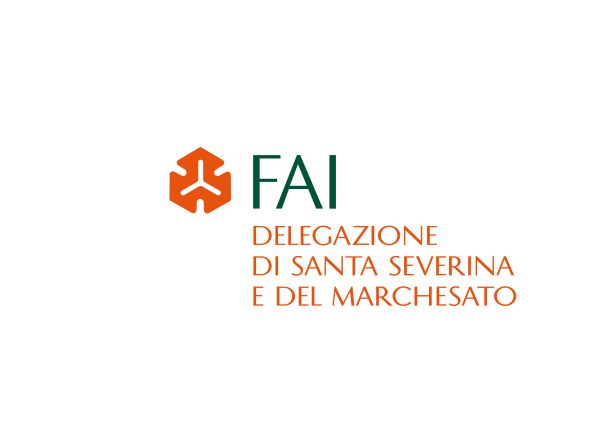 FAI
DELEGAZIONE
DI SANTA SEVERINA
E DEL MARCHESATO